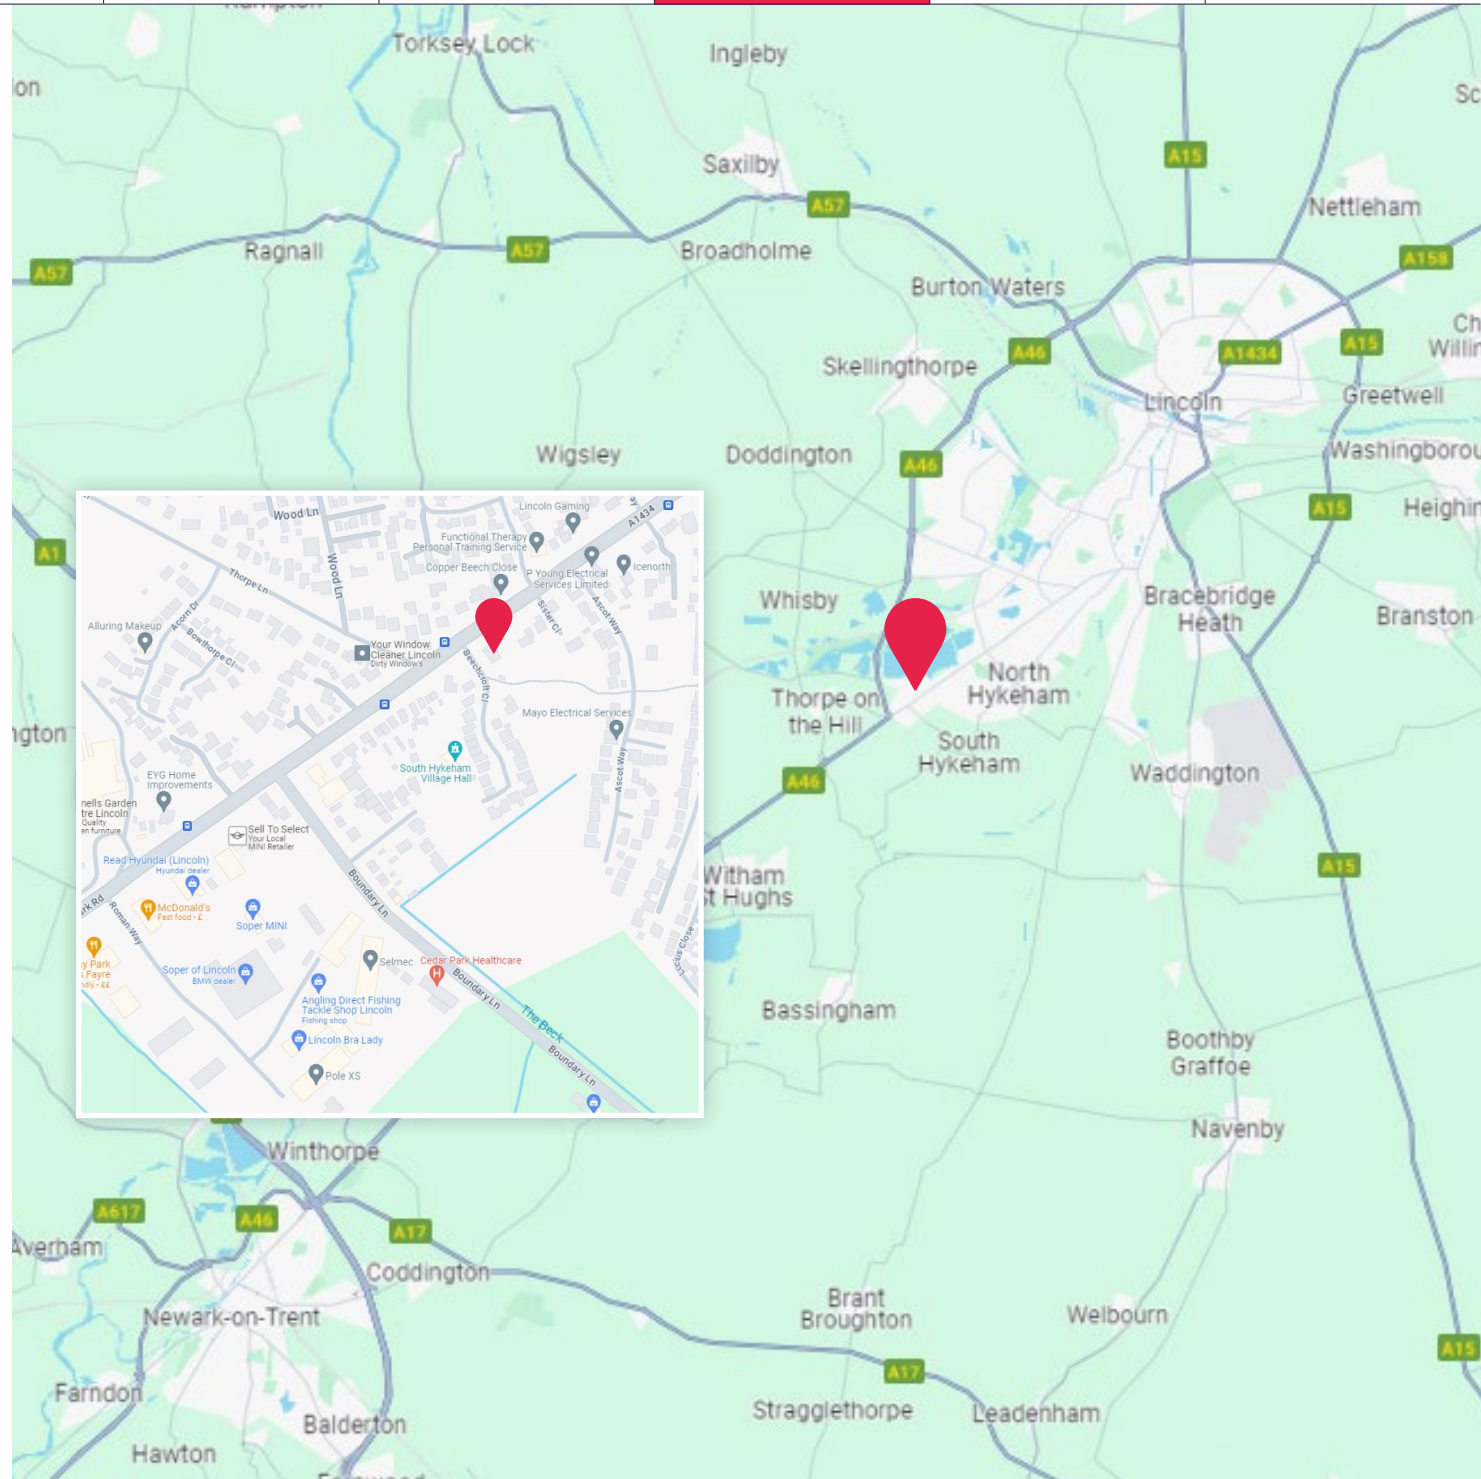 Torksey Lock
Ingleby
Saxilby
A15
Nettleham
A57
Ragnall
A57
Broadholme
A57
A158
Burton Waters
A46
A1434
A15
Skellingthorpe
Lincoln
Greetwell
Wigsley
Doddington
A46
A15
A1
Whisby
Bracebridge
Heath
Branston
North
Hykeham
Thorpe on
the Hill
South
Hykeham
Waddington
A46
A15
Witham
St Hughs
Bassingham
Boothby
Graffoe
Navenby
Winthorpe
A617
A46
A17
Averham
Coddington
Newark-on-Trent
Brant
Broughton
Welbourn
A17
A15
Farndon
Balderton
Hawton
Stragglethorpe
Leadenham
Wood Ln
Lincoln Gaming
A1434
Functional Therapy
Personal Training Service
Copper Beech Close
P Young Electrical
Services Limited
Icenorth
Wood Ln
Thorpe Ln
Acorn Dr
Bowthorpe Cl
Alluring Makeup
Sister Cl
Ascot Way
Your Window
Cleaner Lincoln
Dirty Window's
Beechcroft Cl
Mayo Electrical Services
South Hykeham
Village Hall
Ascot Way
EYG Home
Improvements
Sell To Select
Your Local
MINI Retailer
Read Hyundai (Lincoln)
Hyundai dealer
McDonald's
Fast food - £
Soper MINI
Boundary Ln
Roman Way
Soper of Lincoln
BMW dealer
Selmec
Cedar Park Healthcare
Boundary Ln
Lucius Close
Angling Direct Fishing
Tackle Shop Lincoln
Fishing shop
The Beck
Lincoln Bra Lady
Boundary Ln
Pole XS